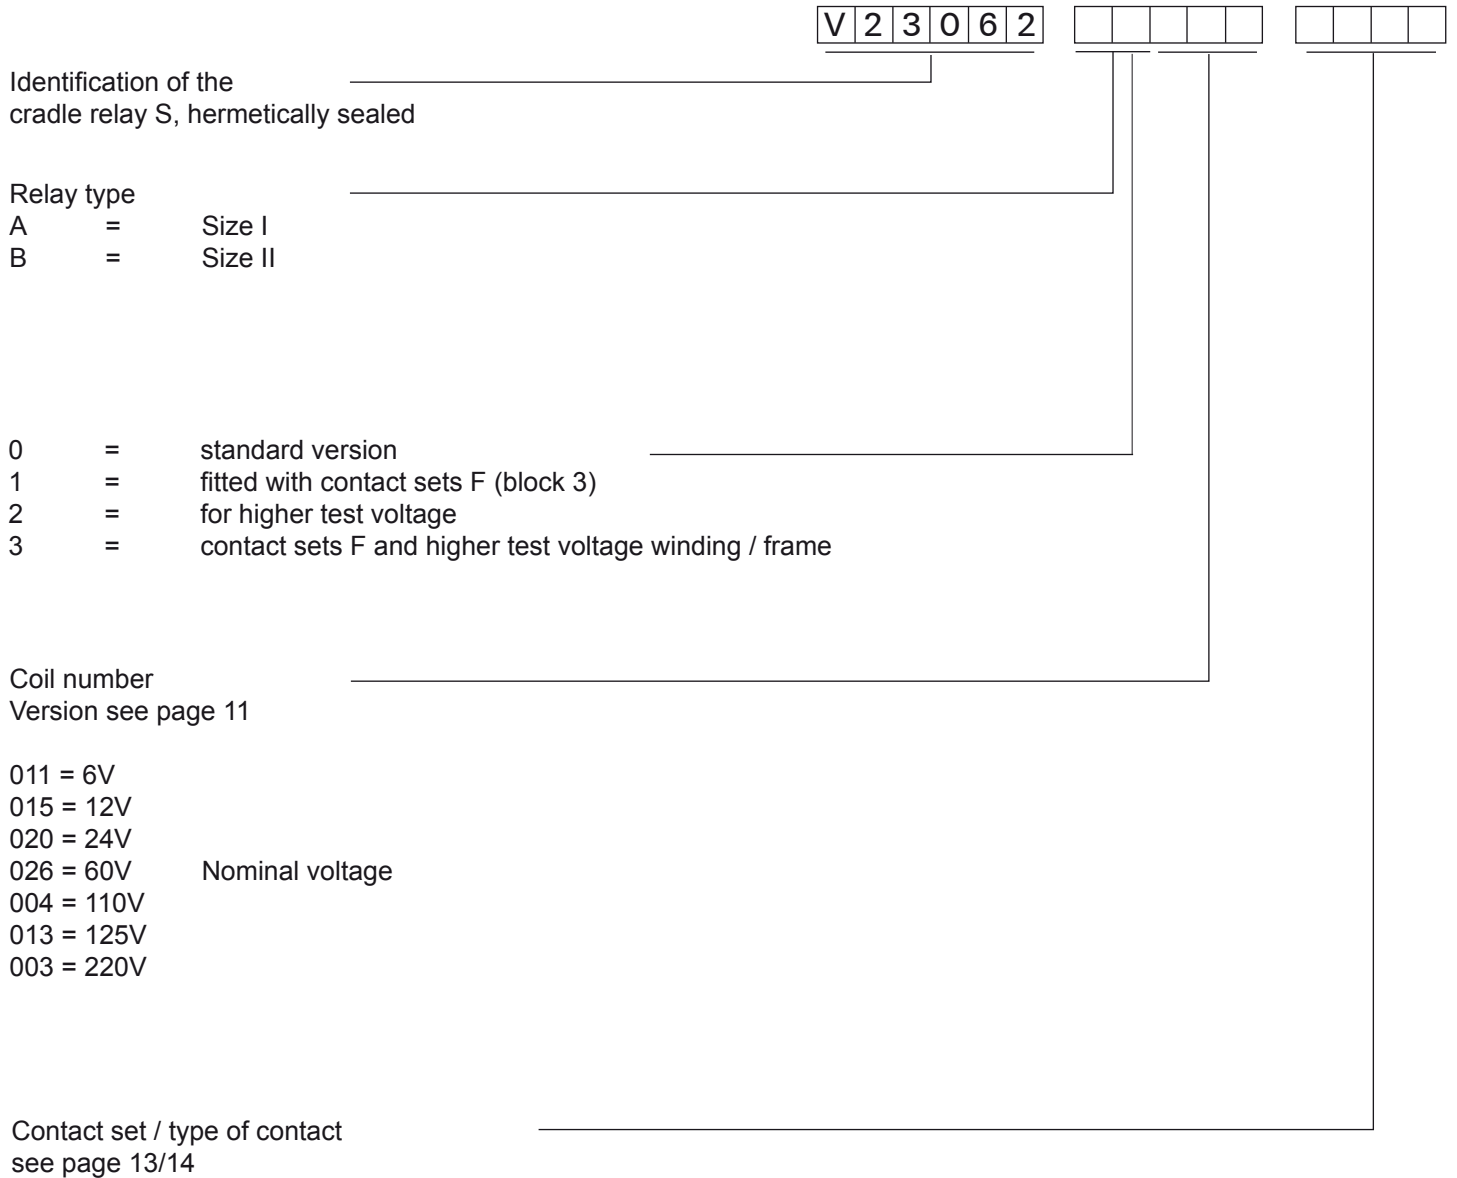 V23062
Identification of the
cradle relay S, hermetically sealed
Relay type
A = Size I
B = Size II
0 = standard version
1 = fitted with contact sets F (block 3)
2 = for higher test voltage
3 = contact sets F and higher test voltage winding / frame
Coil number
Version see page 11
011 = 6V
015 = 12V
020 = 24V
026 = 60V Nominal voltage
004 = 110V
013 = 125V
003 = 220V
Contact set / type of contact
see page 13/14